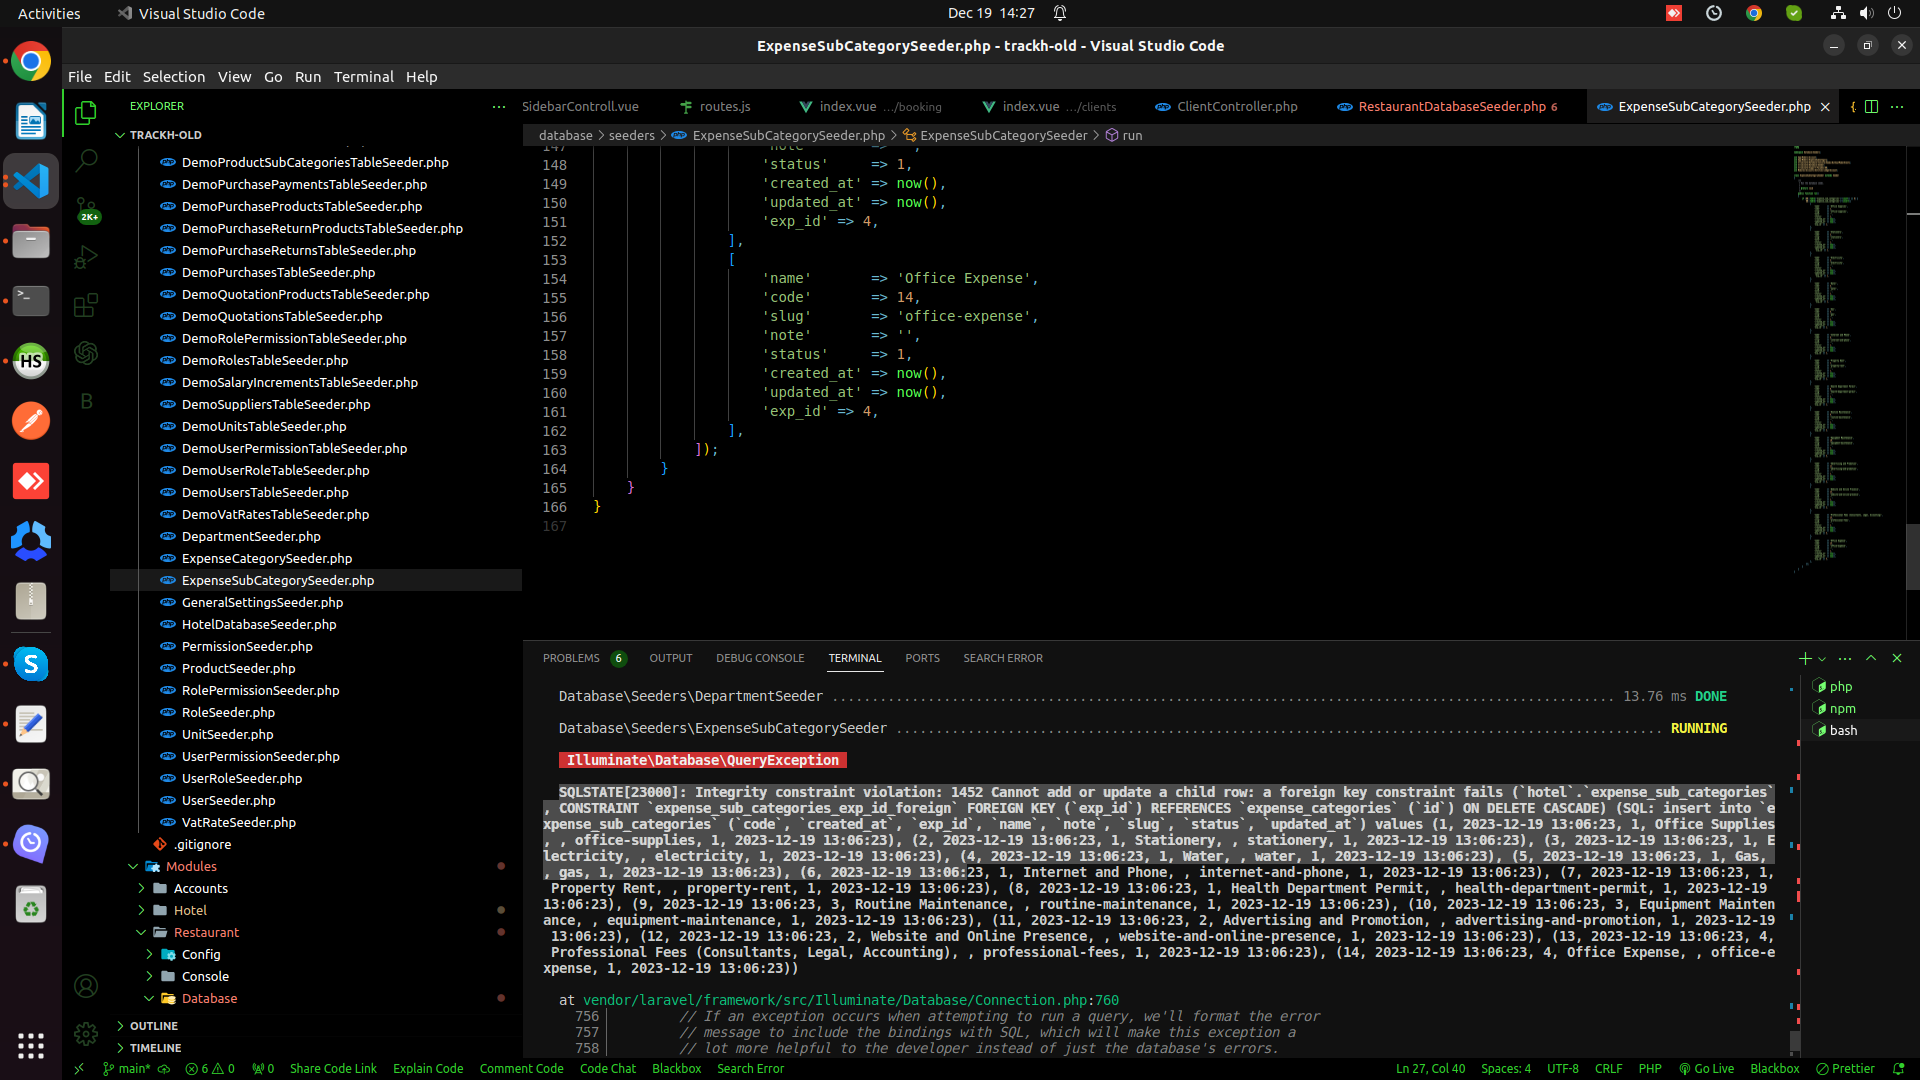 Activities
Visual Studio Code
Dec 19 14:27
ExpenseSubCategorySeeder.php - trackh-old - Visual Studio Code
File Edit Selection View Go Run Terminal Help
EXPLORER
TRACKH-OLD
DemoProductSubCategoriesTableSeeder.php
DemoPurchasePaymentsTableSeeder.php
DemoPurchaseProductsTableSeeder.php
DemoPurchaseReturnProductsTableSeeder.php
DemoPurchaseReturnsTableSeeder.php
DemoPurchasesTableSeeder.php
DemoQuotationProductsTableSeeder.php
DemoQuotationsTableSeeder.php
DemoRolePermissionTableSeeder.php
DemoRolesTableSeeder.php
DemoSalaryIncrementsTableSeeder.php
DemoSuppliersTableSeeder.php
DemoUnitsTableSeeder.php
DemoUserPermissionTableSeeder.php
DemoUserRoleTableSeeder.php
DemoUsersTableSeeder.php
DemoVatRatesTableSeeder.php
DepartmentSeeder.php
ExpenseCategorySeeder.php
ExpenseSubCategorySeeder.php
GeneralSettingsSeeder.php
HotelDatabaseSeeder.php
PermissionSeeder.php
ProductSeeder.php
RolePermissionSeeder.php
RoleSeeder.php
UnitSeeder.php
UserPermissionSeeder.php
UserRoleSeeder.php
UserSeeder.php
VatRateSeeder.php
.gitignore
Modules
Accounts
Hotel
Restaurant
Config
Console
Database
OUTLINE
TIMELINE
2K+
B
HS
SidebarControll.vue
routes.js
index.vue .../booking
index.vue .../clients
ClientController.php
RestaurantDatabaseSeeder.php 6
ExpenseSubCategorySeeder.php
database > seeders > ExpenseSubCategorySeeder.php > ExpenseSubCategorySeeder > run
147 'note' => '',
148 'status' => 1,
149 'created_at' => now(),
150 'updated_at' => now(),
151 'exp_id' => 4,
152 ],
153 [
154 'name' => 'Office Expense',
155 'code' => 14,
156 'slug' => 'office-expense',
157 'note' => '',
158 'status' => 1,
159 'created_at' => now(),
160 'updated_at' => now(),
161 'exp_id' => 4,
162 ],
163 ]);
164 }
165 }
166 }
167
PROBLEMS 6 OUTPUT DEBUG CONSOLE TERMINAL PORTS SEARCH ERROR
Database\Seeders\DepartmentSeeder ................................................................................................. 13.76 ms DONE
Database\Seeders\ExpenseSubCategorySeeder ............................................................................................... RUNNING
Illuminate\Database\QueryException
SQLSTATE[23000]: Integrity constraint violation: 1452 Cannot add or update a child row: a foreign key constraint fails (`hotel`.`expense_sub_categories`
, CONSTRAINT `expense_sub_categories_exp_id_foreign` FOREIGN KEY (`exp_id`) REFERENCES `expense_categories` (`id`) ON DELETE CASCADE) (SQL: insert into `e
xpense_sub_categories` (`code`, `created_at`, `exp_id`, `name`, `note`, `slug`, `status`, `updated_at`) values (1, 2023-12-19 13:06:23, 1, Office Supplies
, , office-supplies, 1, 2023-12-19 13:06:23), (2, 2023-12-19 13:06:23, 1, Stationery, , stationery, 1, 2023-12-19 13:06:23), (3, 2023-12-19 13:06:23, 1, E
lectricity, , electricity, 1, 2023-12-19 13:06:23), (4, 2023-12-19 13:06:23, 1, Water, , water, 1, 2023-12-19 13:06:23), (5, 2023-12-19 13:06:23, 1, Gas, 
, gas, 1, 2023-12-19 13:06:23), (6, 2023-12-19 13:06:23, 1, Internet and Phone, , internet-and-phone, 1, 2023-12-19 13:06:23), (7, 2023-12-19 13:06:23, 1,
Property Rent, , property-rent, 1, 2023-12-19 13:06:23), (8, 2023-12-19 13:06:23, 1, Health Department Permit, , health-department-permit, 1, 2023-12-19
13:06:23), (9, 2023-12-19 13:06:23, 3, Routine Maintenance, , routine-maintenance, 1, 2023-12-19 13:06:23), (10, 2023-12-19 13:06:23, 3, Equipment Mainten
ance, , equipment-maintenance, 1, 2023-12-19 13:06:23), (11, 2023-12-19 13:06:23, 2, Advertising and Promotion, , advertising-and-promotion, 1, 2023-12-19
13:06:23), (12, 2023-12-19 13:06:23, 2, Website and Online Presence, , website-and-online-presence, 1, 2023-12-19 13:06:23), (13, 2023-12-19 13:06:23, 4,
Professional Fees (Consultants, Legal, Accounting), , professional-fees, 1, 2023-12-19 13:06:23), (14, 2023-12-19 13:06:23, 4, Office Expense, , office-e
xpense, 1, 2023-12-19 13:06:23))
at vendor/laravel/framework/src/Illuminate/Database/Connection.php:760
756 // If an exception occurs when attempting to run a query, we'll format the error
757 // message to include the bindings with SQL, which will make this exception a
758 // lot more helpful to the developer instead of just the database's errors.
php
npm
bash
main* 6 0 0 Share Code Link Explain Code Comment Code Code Chat Blackbox Search Error
Ln 27, Col 40 Spaces: 4 UTF-8 CRLF PHP Go Live Blackbox Prettier